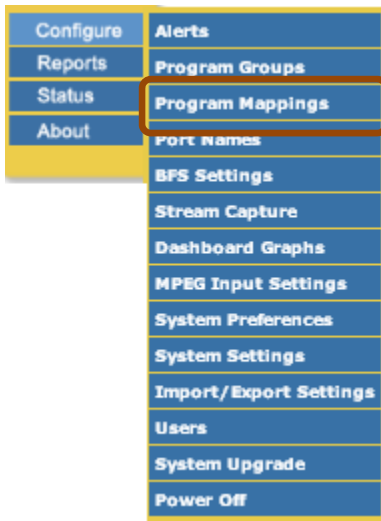 Configure
Reports
Status
About
Alerts
Program Groups
Program Mappings
Port Names
BFS Settings
Stream Capture
Dashboard Graphs
MPEG Input Settings
System Preferences
System Settings
Import/Export Settings
Users
System Upgrade
Power Off